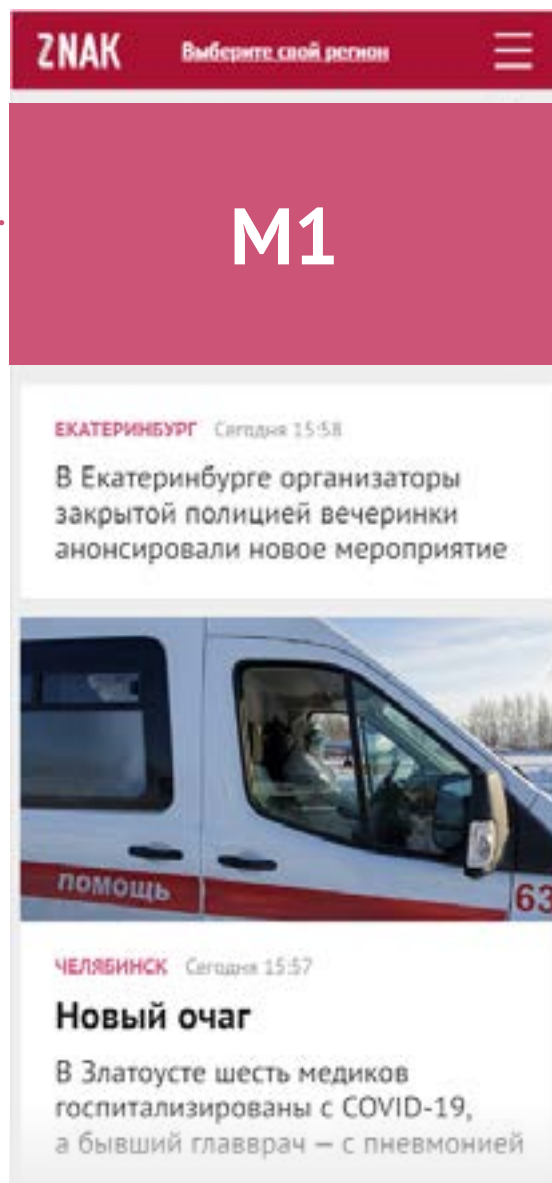 ZNAK Выберите свой регион
M1
ЕКАТЕРИНБУРГ Сегодня 15:58
В Екатеринбурге организаторы
закрытой полицией вечеринки
анонсировали новое мероприятие
ПОМОЩЬ
63
ЧЕЛЯБИНСК Сегодня 15:57
Новый очаг
В Златоусте шесть медиков
госпитализированы с COVID-19,
а бывший главврач — с пневмонией